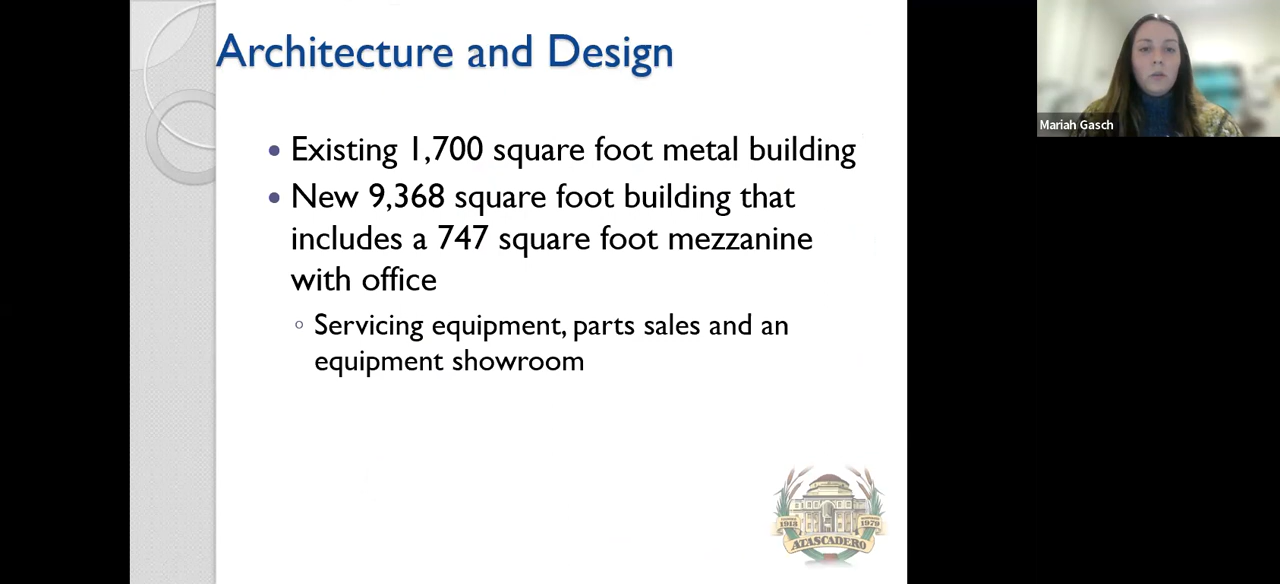 Architecture and Design
Mariah Gasch
• Existing 1,700 square foot metal building
• New 9,368 square foot building that
includes a 747 square foot mezzanine
with office
○ Servicing equipment, parts sales and an
equipment showroom
1913
1979
ATASCADERO